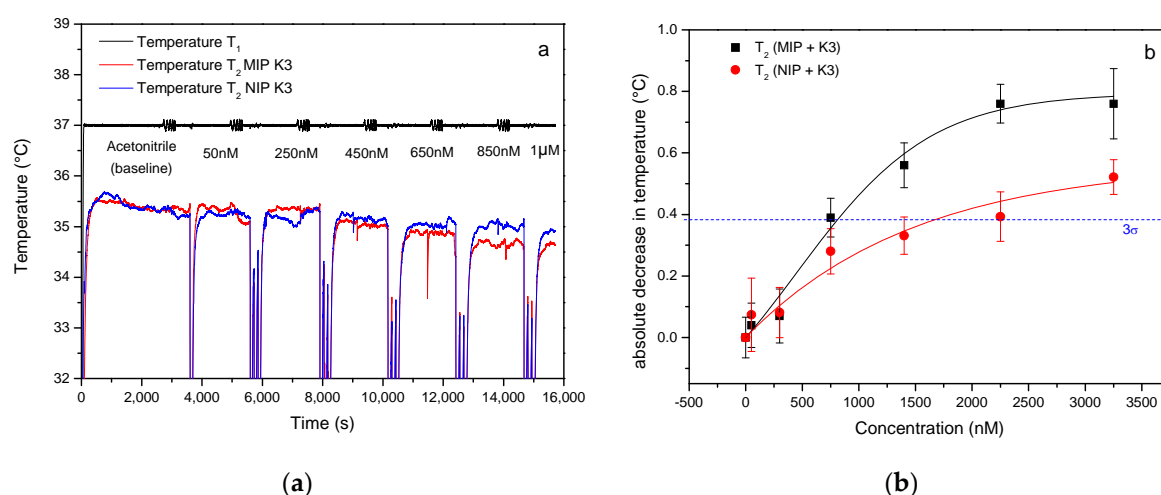 a
Temperature T1
Temperature T2 MIP K3
Temperature T2 NIP K3
39
38
37
36
35
34
33
32
Temperature (°C)
Acetonitrile
(baseline)
50nM 250nM 450nM 650nM 850nM 1μM
0 2,000 4,000 6,000 8,000 10,000 12,000 14,000 16,000
Time (s)
(a)
b
T2 (MIP + K3)
T2 (NIP + K3)
1.0
0.8
0.6
0.4
0.2
0.0
absolute decrease in temperature (°C)
3σ
-500 0 500 1000 1500 2000 2500 3000 3500
Concentration (nM)
(b)